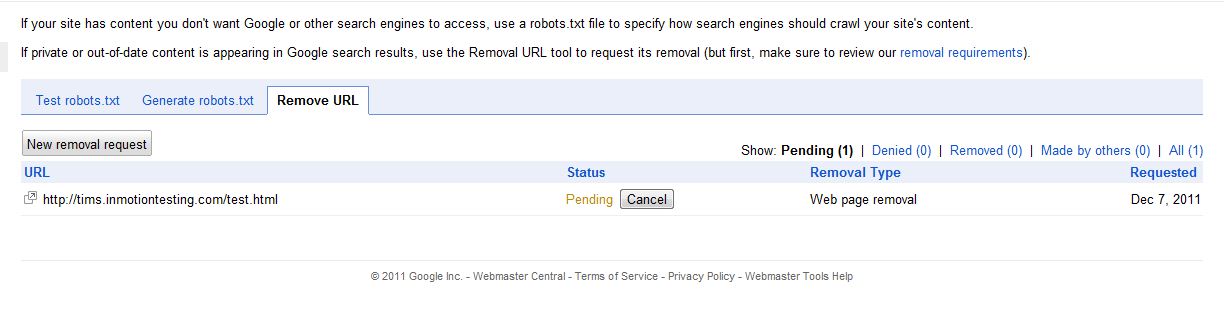 If your site has content you don't want Google or other search engines to access, use a robots.txt file to specify how search engines should crawl your site's content.
If private or out-of-date content is appearing in Google search results, use the Removal URL tool to request its removal (but first, make sure to review our removal requirements).
Test robots.txt Generate robots.txt Remove URL
New removal request
Show: Pending (1) | Denied (0) | Removed (0) | Made by others (0) | All (1)
URL Status Removal Type Requested
http://tims.inmotiontesting.com/test.html Pending Cancel Web page removal Dec 7, 2011
© 2011 Google Inc. - Webmaster Central - Terms of Service - Privacy Policy - Webmaster Tools Help